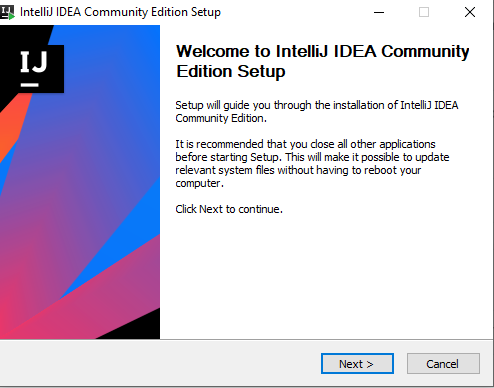 IntelliJ IDEA Community Edition Setup
IJ
Welcome to IntelliJ IDEA Community
Edition Setup
Setup will guide you through the installation of IntelliJ IDEA
Community Edition.
It is recommended that you close all other applications
before starting Setup. This will make it possible to update
relevant system files without having to reboot your
computer.
Click Next to continue.
Next >
Cancel